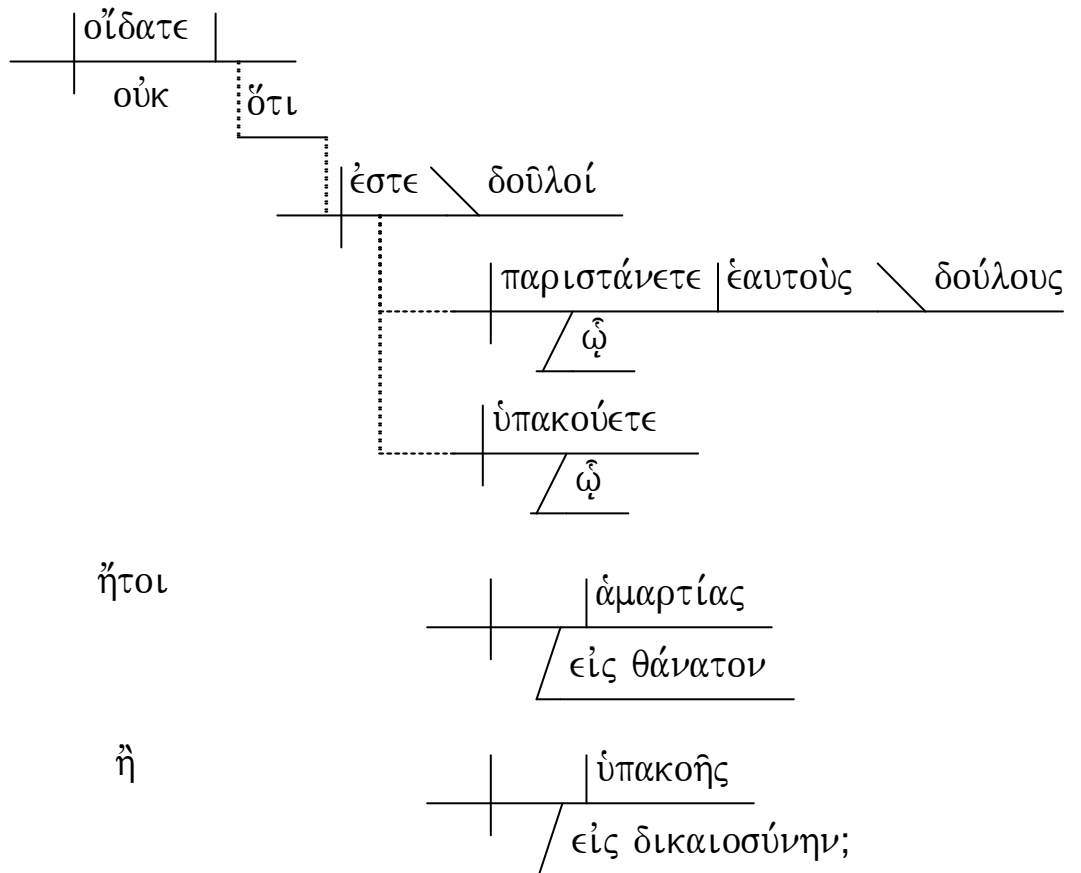 οἴδατε
οὐκ
ὅτι
ἐστε δοῦλοί
παριστάνετε ἑαυτοὺς δούλους
ᾧ
ὑπακούετε
ᾧ
ἤτοι
ἁμαρτίας
εἰς θάνατον
ἢ
ὑπακοῆς
εἰς δικαιοσύνην;